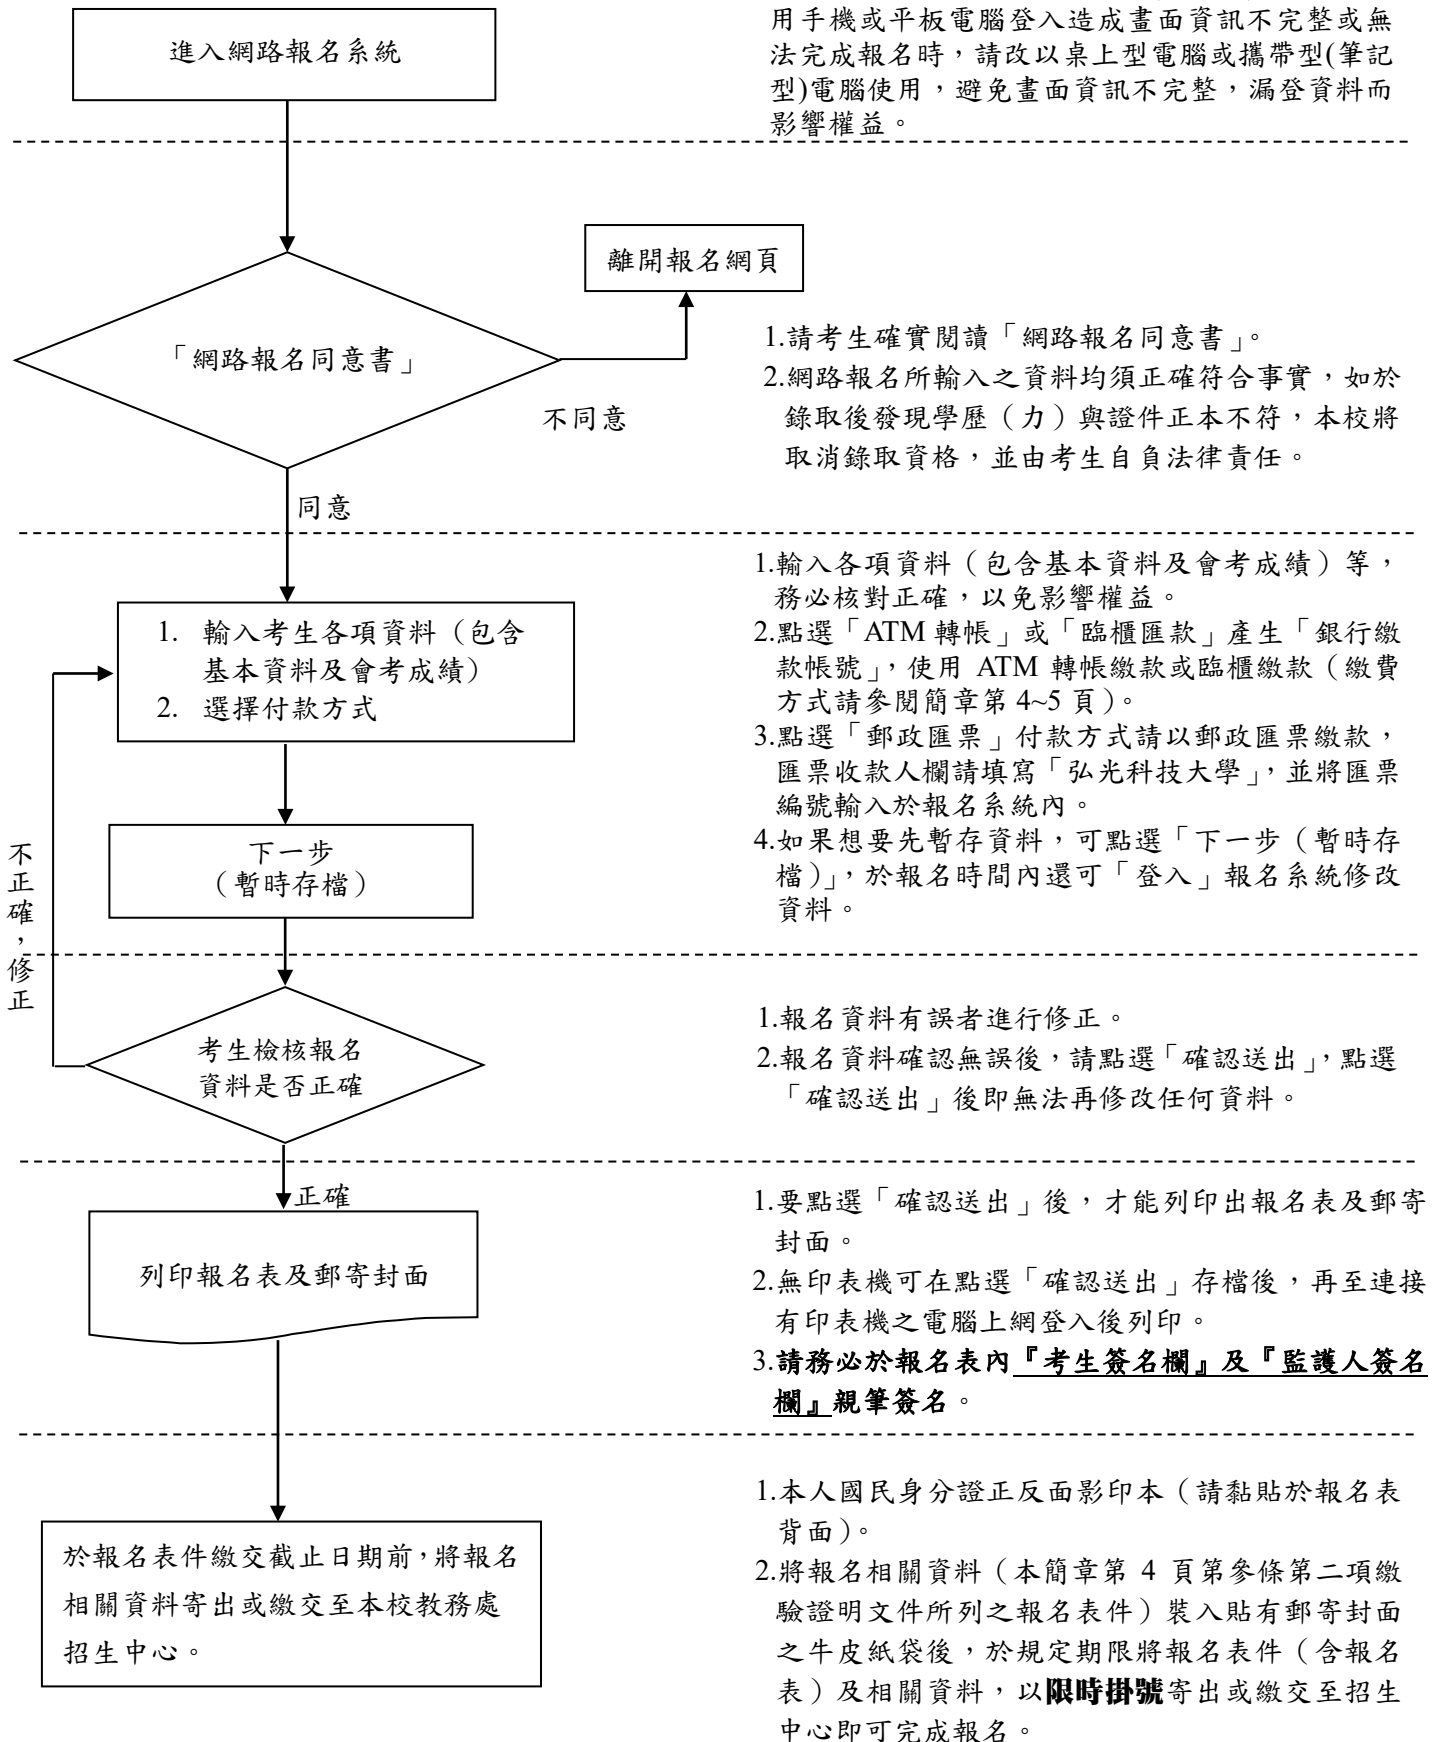 進入網路報名系統
用手機或平板電腦登入造成畫面資訊不完整或無
法完成報名時，請改以桌上型電腦或攜帶型(筆記
型)電腦使用，避免畫面資訊不完整，漏登資料而
影響權益。
離開報名網頁
「網路報名同意書」
不同意
同意
1.請考生確實閱讀「網路報名同意書」。
2.網路報名所輸入之資料均須正確符合事實，如於
錄取後發現學歷（力）與證件正本不符，本校將
取消錄取資格，並由考生自負法律責任。
1. 輸入考生各項資料（包含
基本資料及會考成績）
2. 選擇付款方式
下一步
（暫時存檔）
不正確，修正
1.輸入各項資料（包含基本資料及會考成績）等，
務必核對正確，以免影響權益。
2.點選「ATM 轉帳」或「臨櫃匯款」產生「銀行繳
款帳號」，使用 ATM 轉帳繳款或臨櫃繳款（繳費
方式請參閱簡章第 4~5 頁）。
3.點選「郵政匯票」付款方式請以郵政匯票繳款，
匯票收款人欄請填寫「弘光科技大學」，並將匯票
編號輸入於報名系統內。
4.如果想要先暫存資料，可點選「下一步（暫時存
檔）」，於報名時間內還可「登入」報名系統修改
資料。
考生檢核報名
資料是否正確
1.報名資料有誤者進行修正。
2.報名資料確認無誤後，請點選「確認送出」，點選
「確認送出」後即無法再修改任何資料。
正確
列印報名表及郵寄封面
1.要點選「確認送出」後，才能列印出報名表及郵寄
封面。
2.無印表機可在點選「確認送出」存檔後，再至連接
有印表機之電腦上網登入後列印。
3.請務必於報名表內『考生簽名欄』及『監護人簽名
欄』親筆簽名。
於報名表件繳交截止日期前，將報名
相關資料寄出或繳交至本校教務處
招生中心。
1.本人國民身分證正反面影印本（請黏貼於報名表
背面）。
2.將報名相關資料（本簡章第 4 頁第參條第二項繳
驗證明文件所列之報名表件）裝入貼有郵寄封面
之牛皮紙袋後，於規定期限將報名表件（含報名
表）及相關資料，以限時掛號寄出或繳交至招生
中心即可完成報名。